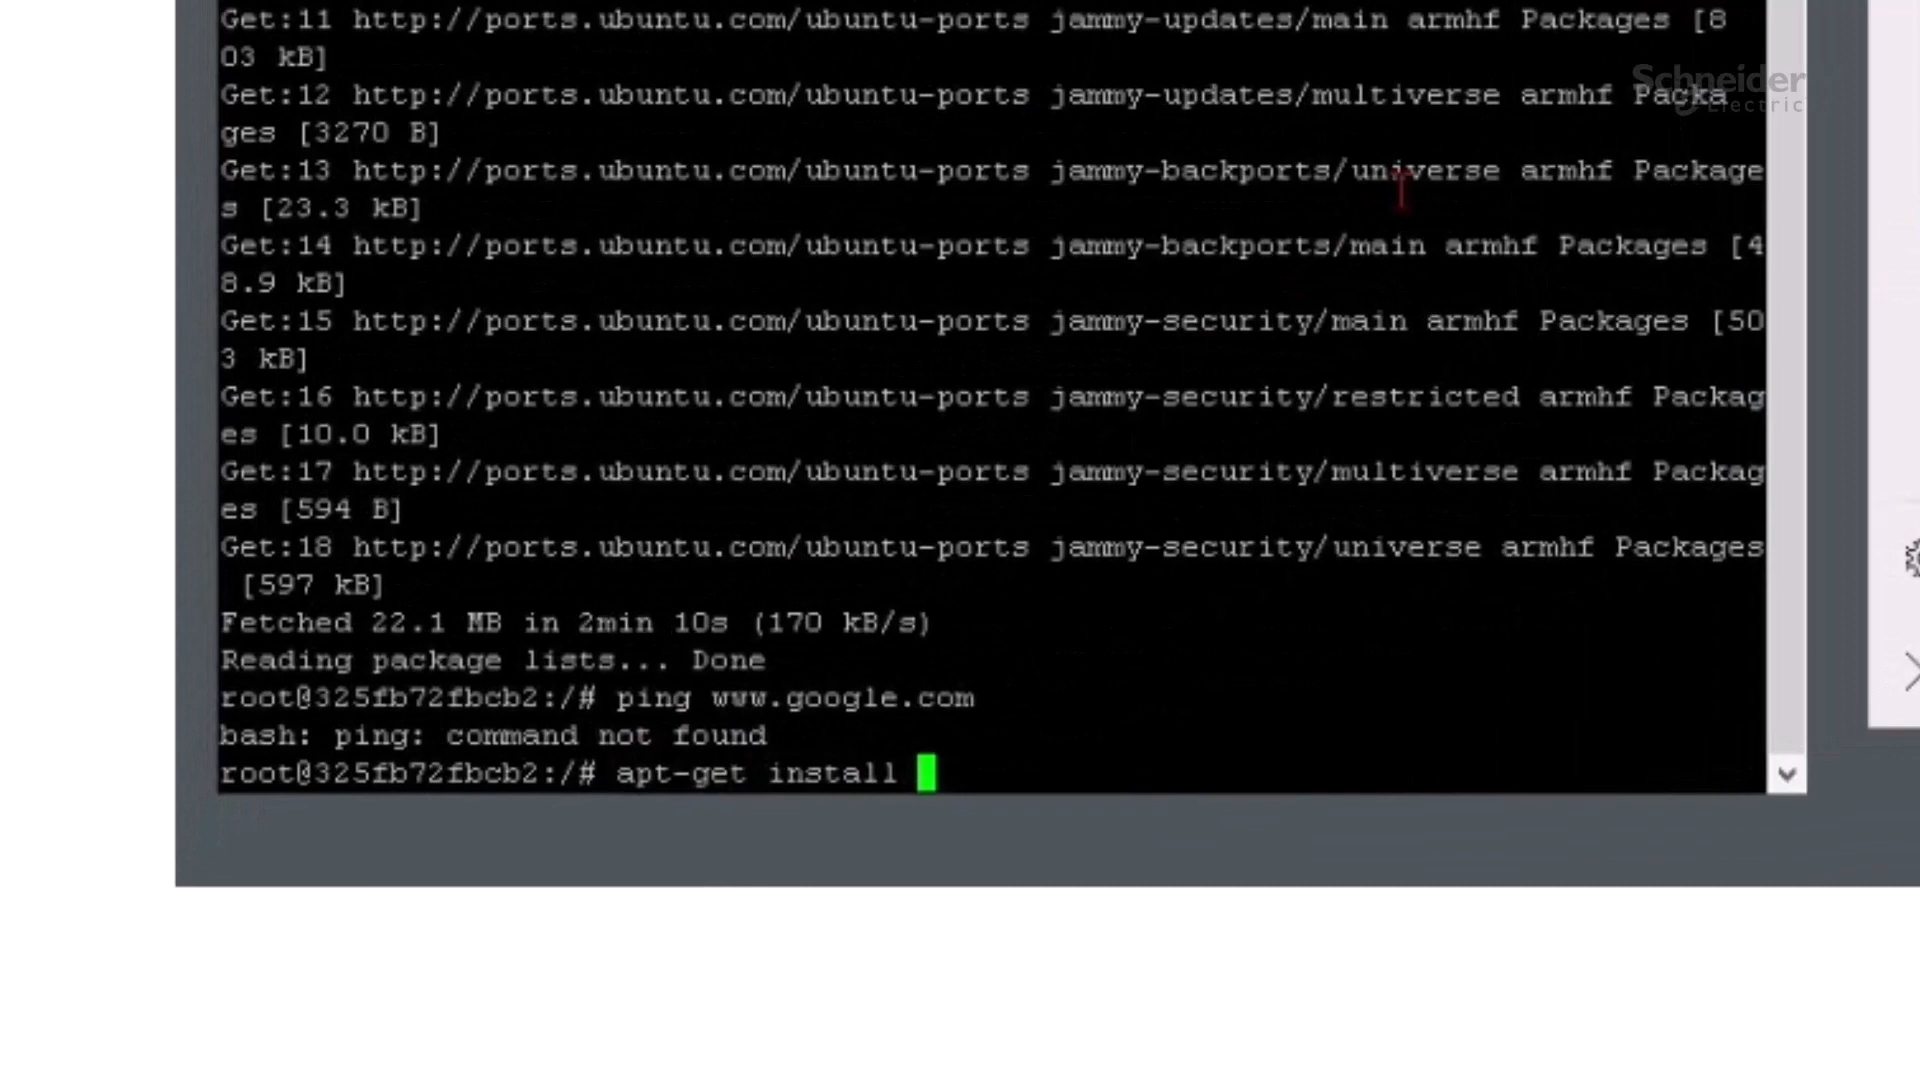 Get:11 http://ports.ubuntu.com/ubuntu-ports jammy-updates/main armhf Packages [8
03 kB]
Schneider
Electric
Get:12 http://ports.ubuntu.com/ubuntu-ports jammy-updates/multiverse armhf Packa
ges [3270 B]
Get:13 http://ports.ubuntu.com/ubuntu-ports jammy-backports/universe armhf Package
s [23.3 kB]
Get:14 http://ports.ubuntu.com/ubuntu-ports jammy-backports/main armhf Packages [4
8.9 kB]
Get:15 http://ports.ubuntu.com/ubuntu-ports jammy-security/main armhf Packages [50
3 kB]
Get:16 http://ports.ubuntu.com/ubuntu-ports jammy-security/restricted armhf Packag
es [10.0 kB]
Get:17 http://ports.ubuntu.com/ubuntu-ports jammy-security/multiverse armhf Packag
es [594 B]
Get:18 http://ports.ubuntu.com/ubuntu-ports jammy-security/universe armhf Packages
 [597 kB]
Fetched 22.1 MB in 2min 10s (170 kB/s)
Reading package lists... Done
root@325fb72fbcb2:/# ping www.google.com
bash: ping: command not found
root@325fb72fbcb2:/# apt-get install